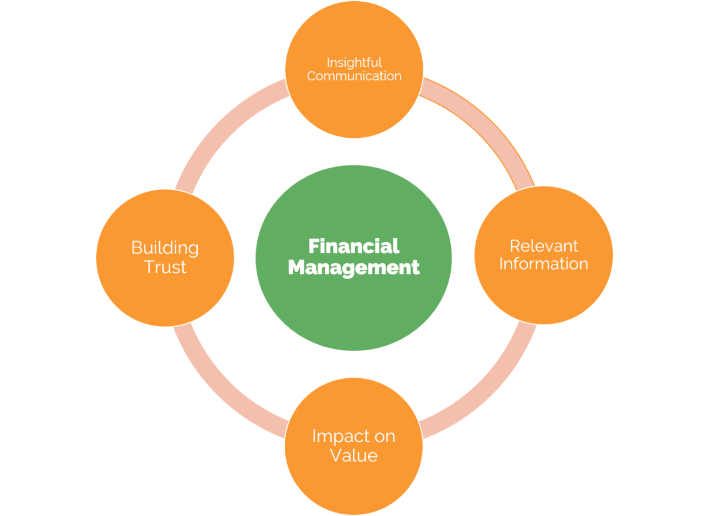 Insightful
Communication
Building
Trust
Financial
Management
Relevant
Information
Impact on
Value